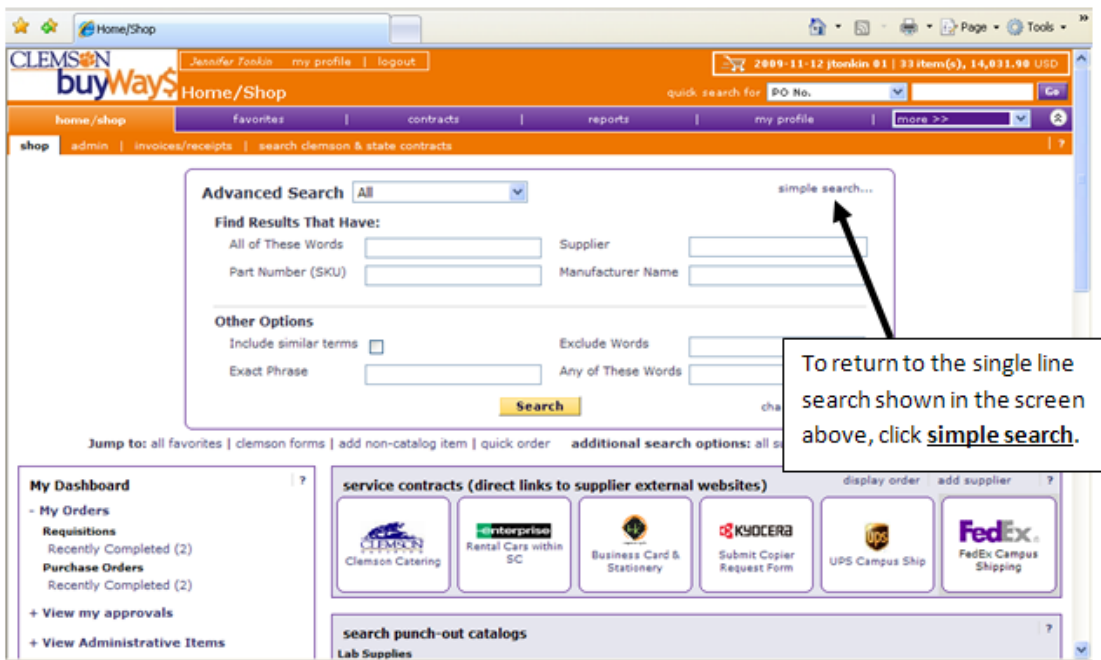 Home/Shop
Page
Tools
»
CLEMSON
buyWay$
Jennifer Tonkin my profile | logout
2009-11-12 jtonkin 01 | 33 item(s), 14,031.90 USD
Home/Shop
quick search for PO No. Go
home/shop favorites | contracts | reports | my profile | more >>
shop admin | invoices/receipts | search clemson & state contracts | ?
Advanced Search All simple search...
Find Results That Have:
All of These Words Supplier
Part Number (SKU) Manufacturer Name
Other Options
Include similar terms Exclude Words
Exact Phrase Any of These Words
Search cha
To return to the single line
search shown in the screen
above, click simple search.
Jump to: all favorites | clemson forms | add non-catalog item | quick order additional search options: all su
My Dashboard ?
- My Orders
Requisitions
Recently Completed (2)
Purchase Orders
Recently Completed (2)
+ View my approvals
+ View Administrative Items
service contracts (direct links to supplier external websites) display order add supplier ?
CLEMSON
Clemson Catering
enterprise
Rental Cars within
SC
Business Card &
Stationery
KYOCERA
Submit Copier
Request Form
ups
UPS Campus Ship
FedEx
FedEx Campus
Shipping
search punch-out catalogs ?
Lab Supplies